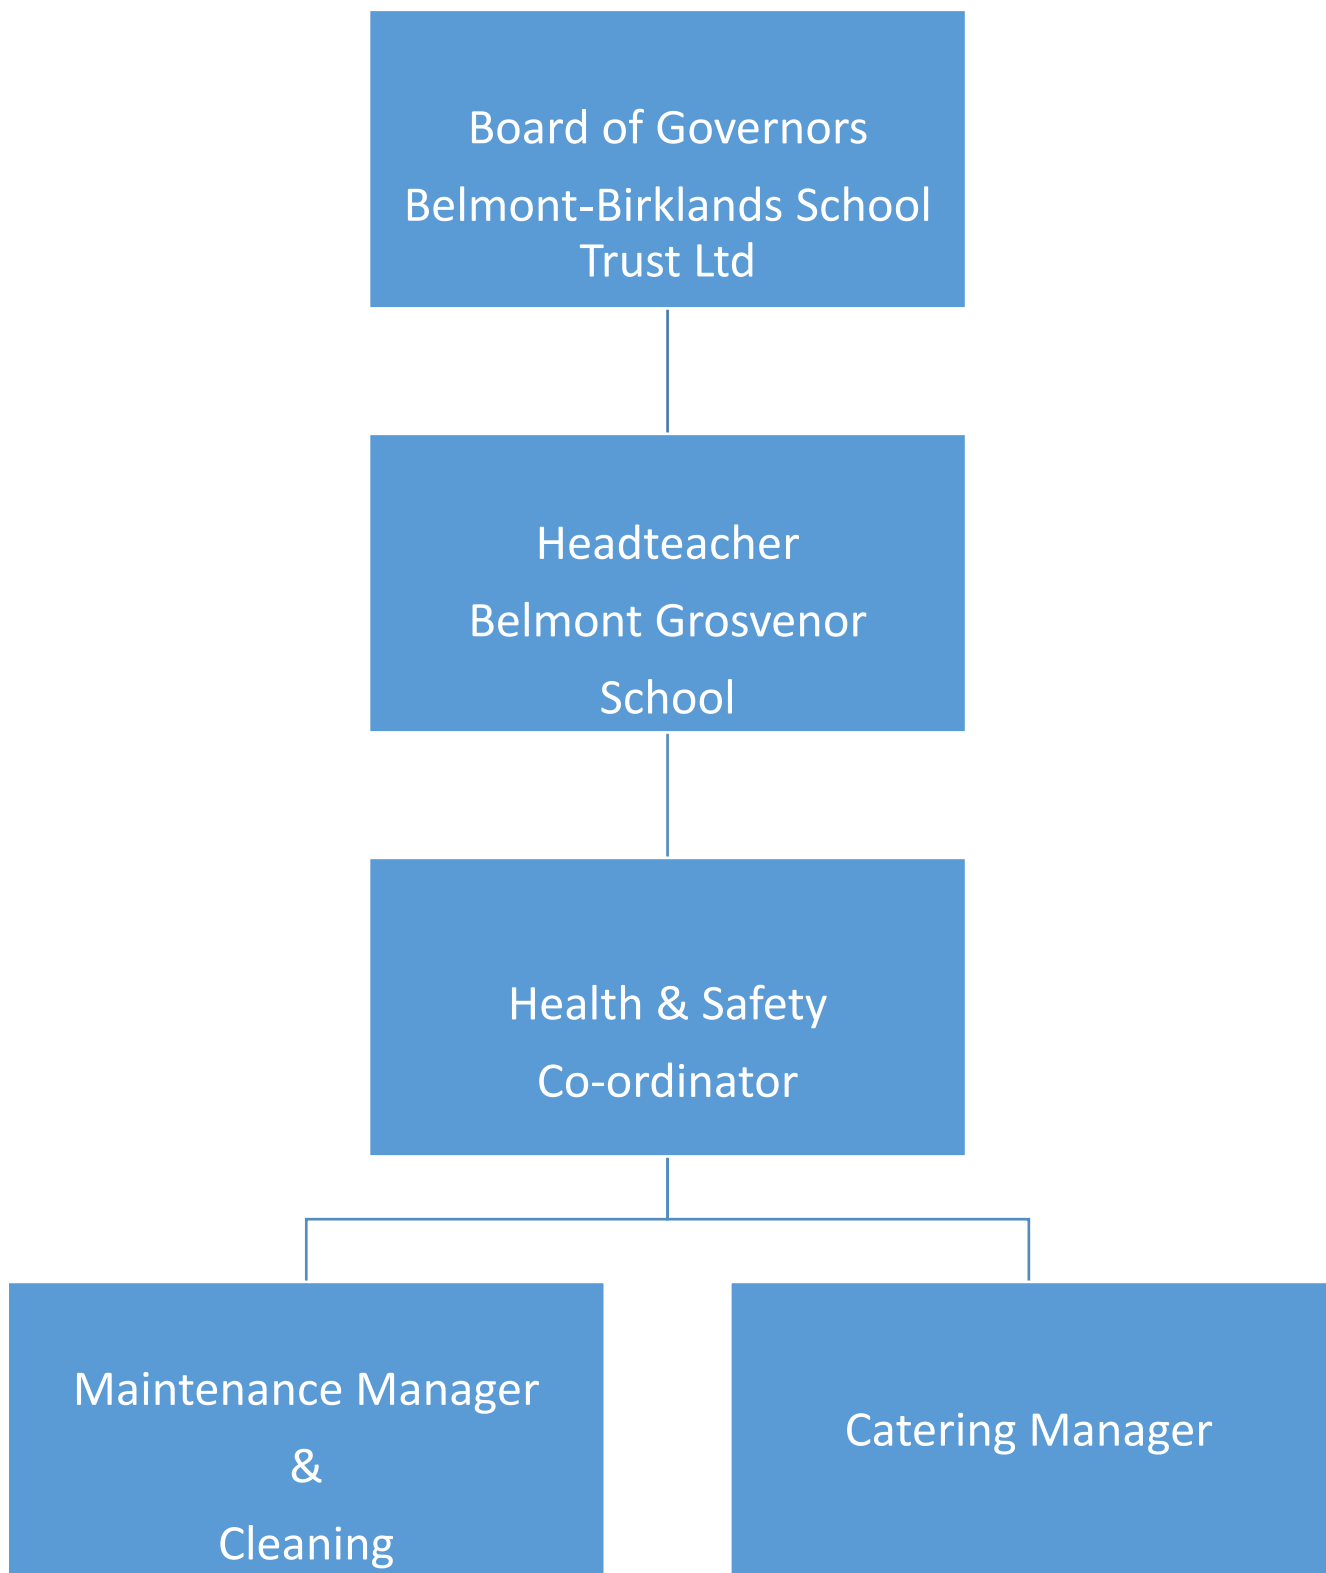 Board of Governors
Belmont-Birklands School
Trust Ltd
Headteacher
Belmont Grosvenor
School
Health & Safety
Co-ordinator
Maintenance Manager
&
Cleaning
Catering Manager